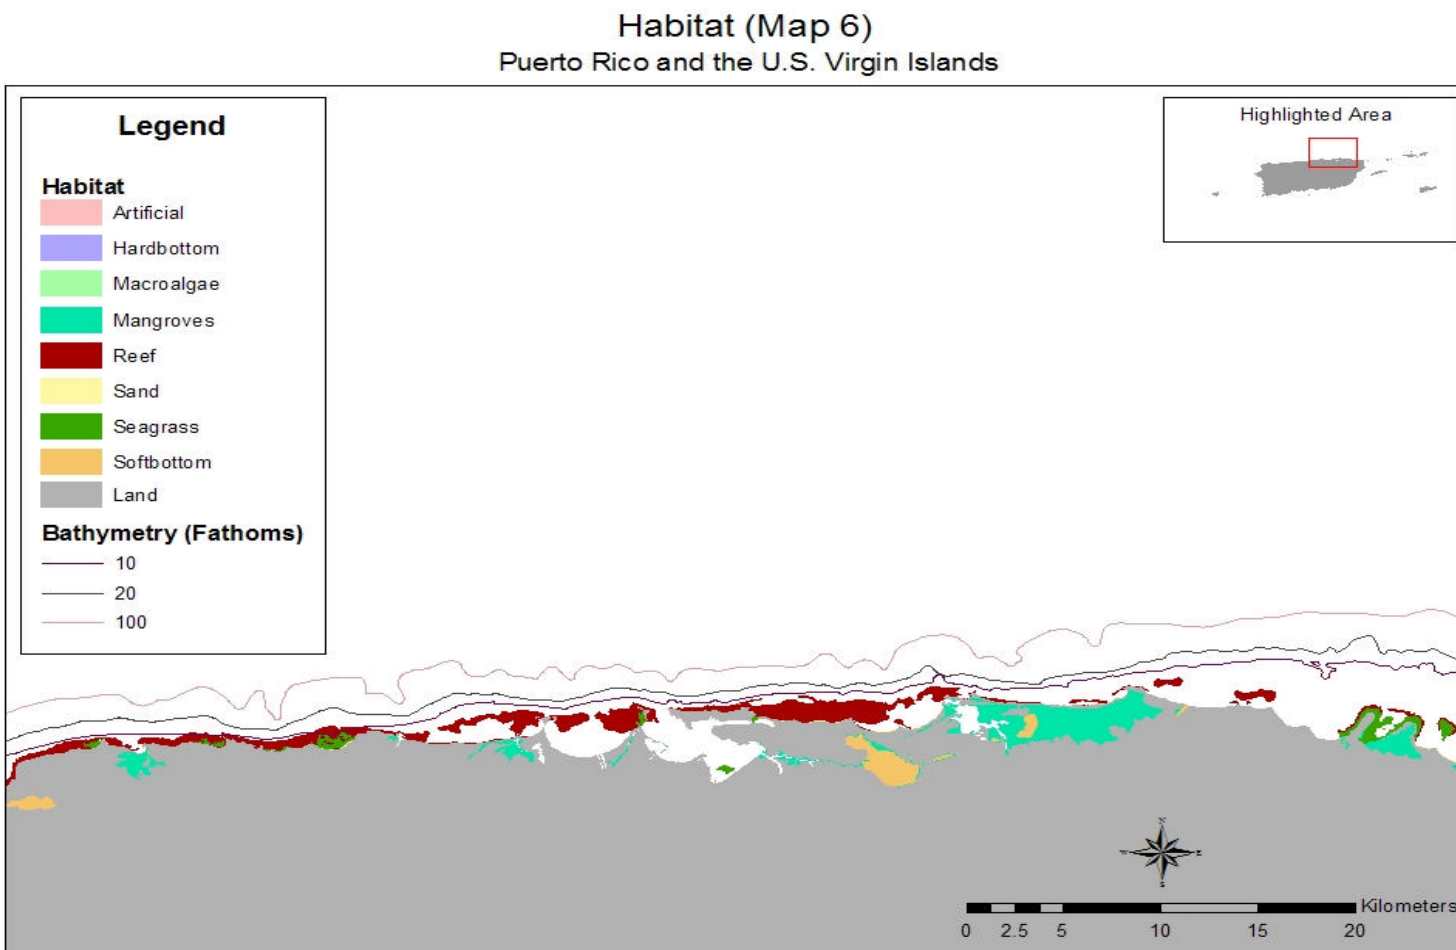 Habitat (Map 6)
Puerto Rico and the U.S. Virgin Islands
Legend
Habitat
Artificial
Hardbottom
Macroalgae
Mangroves
Reef
Sand
Seagrass
Softbottom
Land
Bathymetry (Fathoms)
10
20
100
Highlighted Area
N
W E
S
Kilometers
0 2.5 5 10 15 20